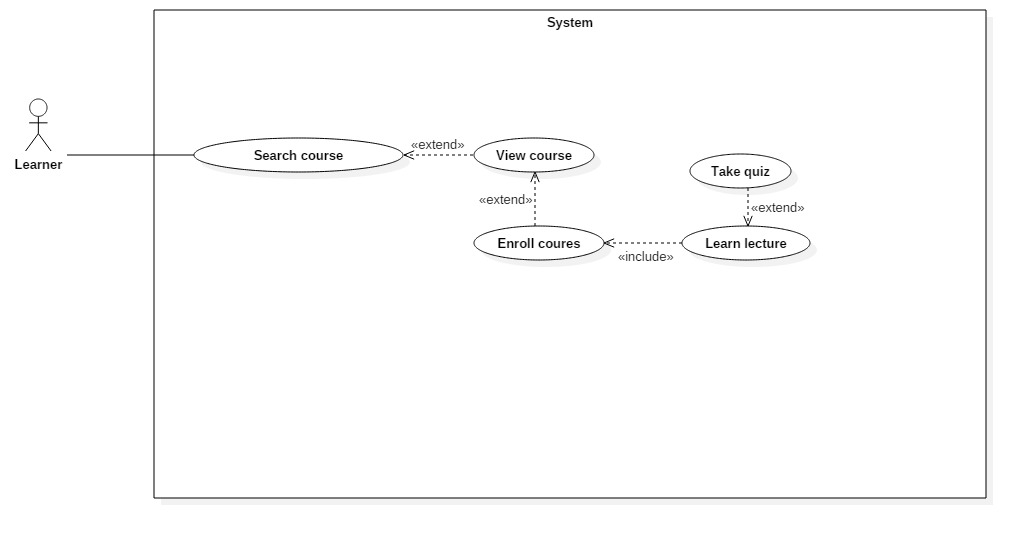 System
Learner
Search course
«extend»
View course
Take quiz
«extend»
«extend»
Enroll coures
«include»
Learn lecture